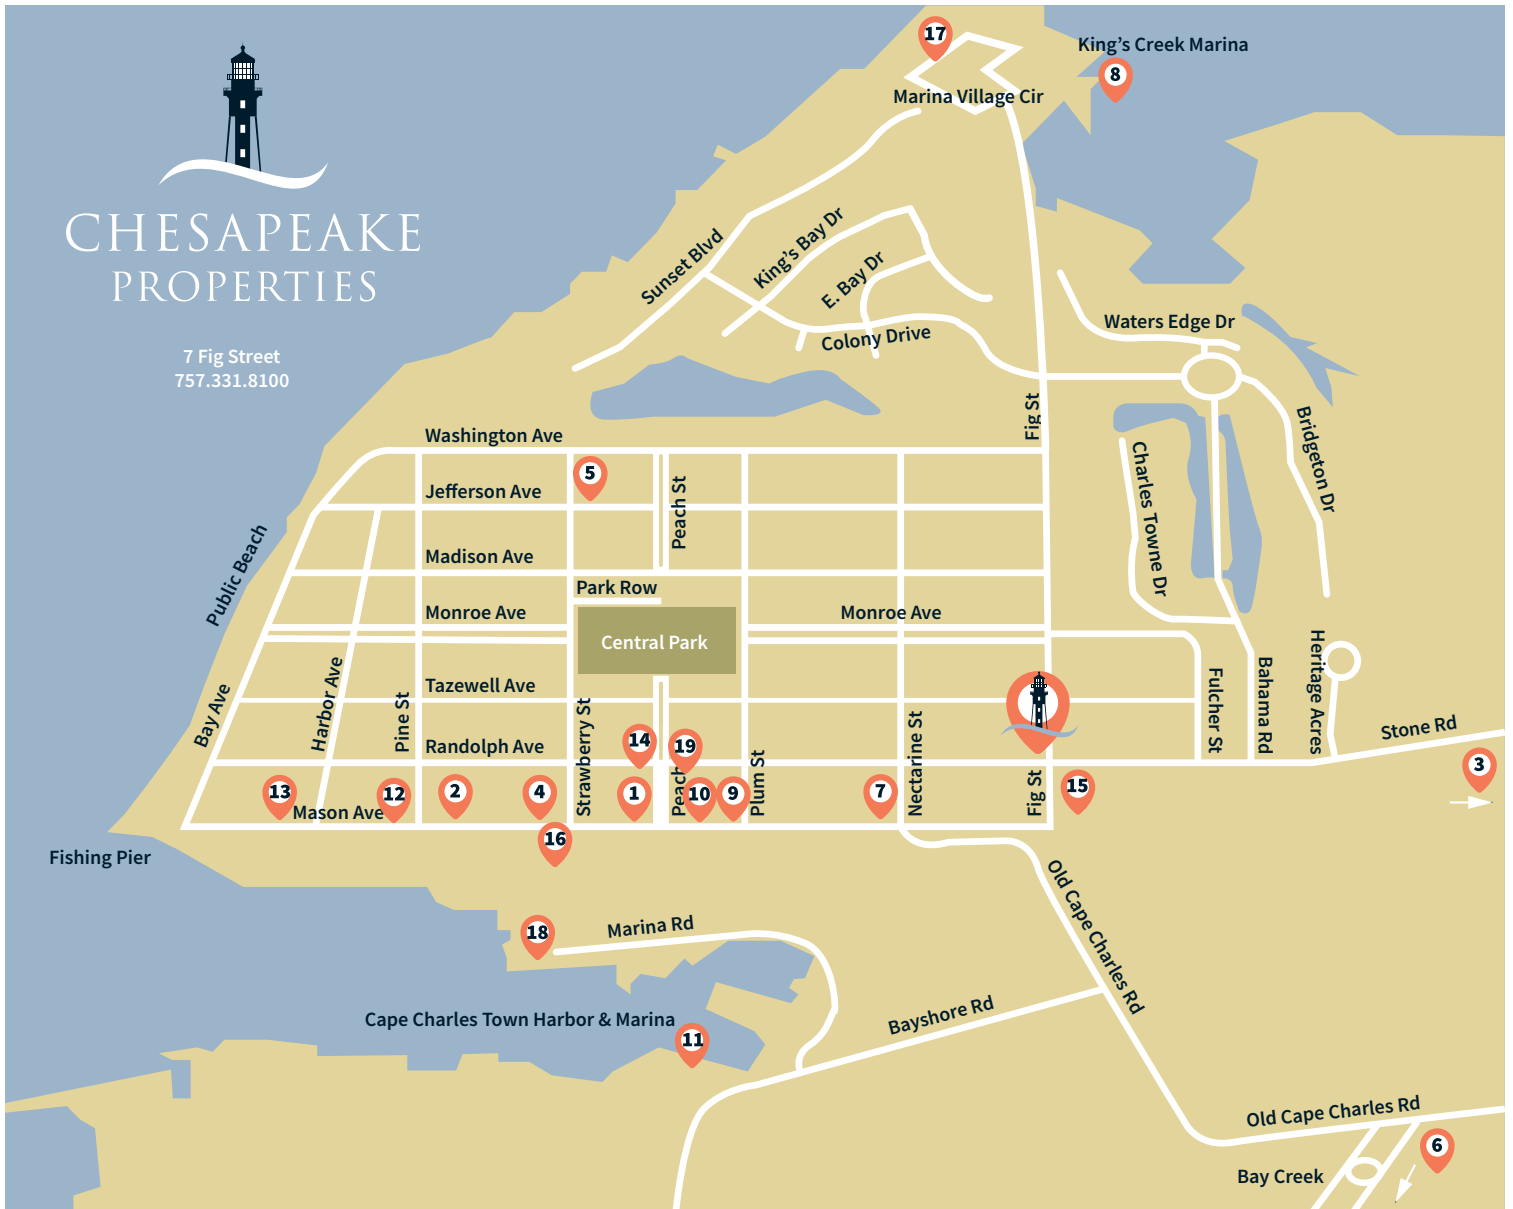 17
King's Creek Marina
8
Marina Village Cir
CHESAPEAKE
PROPERTIES
7 Fig Street
757.331.8100
Sunset Blvd
King's Bay Dr
E. Bay Dr
Colony Drive
Waters Edge Dr
Fig St
Washington Ave
5
Jefferson Ave
Peach St
Charles Towne Dr
Bridgeton Dr
Public Beach
Madison Ave
Park Row
Monroe Ave
Monroe Ave
Central Park
Tazewell Ave
Bay Ave
Harbor Ave
Pine St
Strawberry St
Randolph Ave
14
19
Plum St
Nectarine St
Fulcher St
Bahama Rd
Heritage Acres
Stone Rd
3
13
12
2
4
1
Peach
10
9
7
Fig St
15
Mason Ave
16
Fishing Pier
18
Marina Rd
Old Cape Charles Rd
Cape Charles Town Harbor & Marina
11
Bayshore Rd
Old Cape Charles Rd
6
Bay Creek